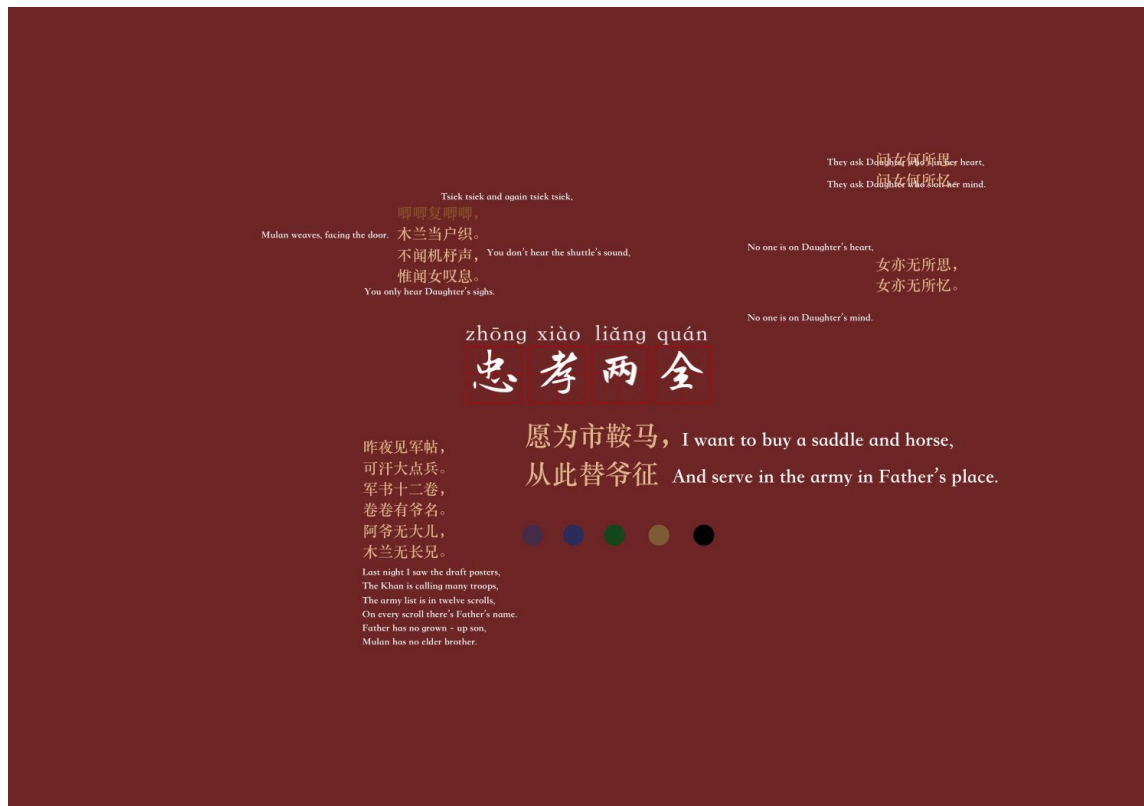 They ask Daughter who's in her heart,
问女何所思，
They ask Daughter who's on her mind.
问女何所忆。
Tsiek tsiek and again tsiek tsiek,
唧唧复唧唧，
Mulan weaves, facing the door.
木兰当户织。
不闻机杼声，
You don't hear the shuttle's sound,
惟闻女叹息。
You only hear Daughter's sighs.
No one is on Daughter's heart,
女亦无所思，
女亦无所忆。
No one is on Daughter's mind.
zhōng xiào liǎng quán
忠孝两全
愿为市鞍马，
I want to buy a saddle and horse,
从此替爷征
And serve in the army in Father's place.
昨夜见军帖，
可汗大点兵。
军书十二卷，
卷卷有爷名。
阿爷无大儿，
木兰无长兄。
Last night I saw the draft posters,
The Khan is calling many troops,
The army list is in twelve scrolls,
On every scroll there's Father's name.
Father has no grown - up son,
Mulan has no elder brother.